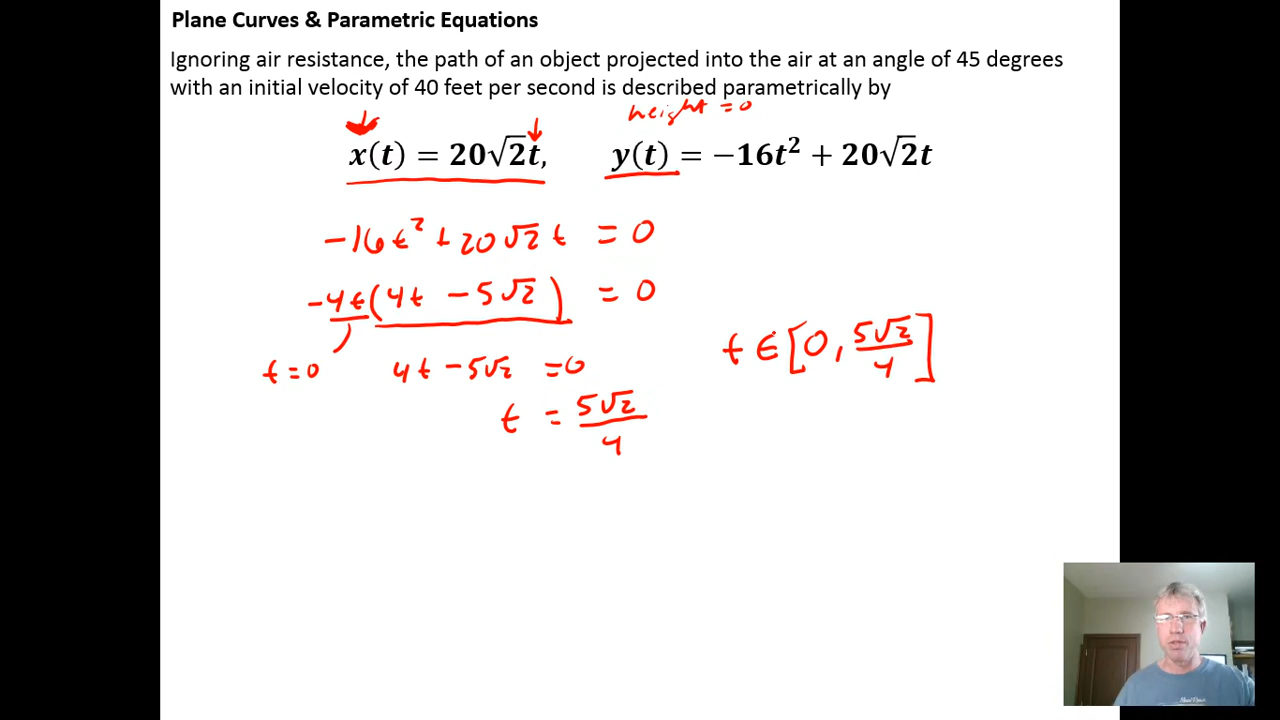 Plane Curves & Parametric Equations
Ignoring air resistance, the path of an object projected into the air at an angle of 45 degrees
with an initial velocity of 40 feet per second is described parametrically by
height = 0
x(t) = 20√2t, y(t) = −16t² + 20√2t
-16t² + 20√2 t = 0
-4t(4t - 5√2) = 0
t ∈ [0, 5√2/4]
t = 0 4t - 5√2 = 0
t = 5√2/4